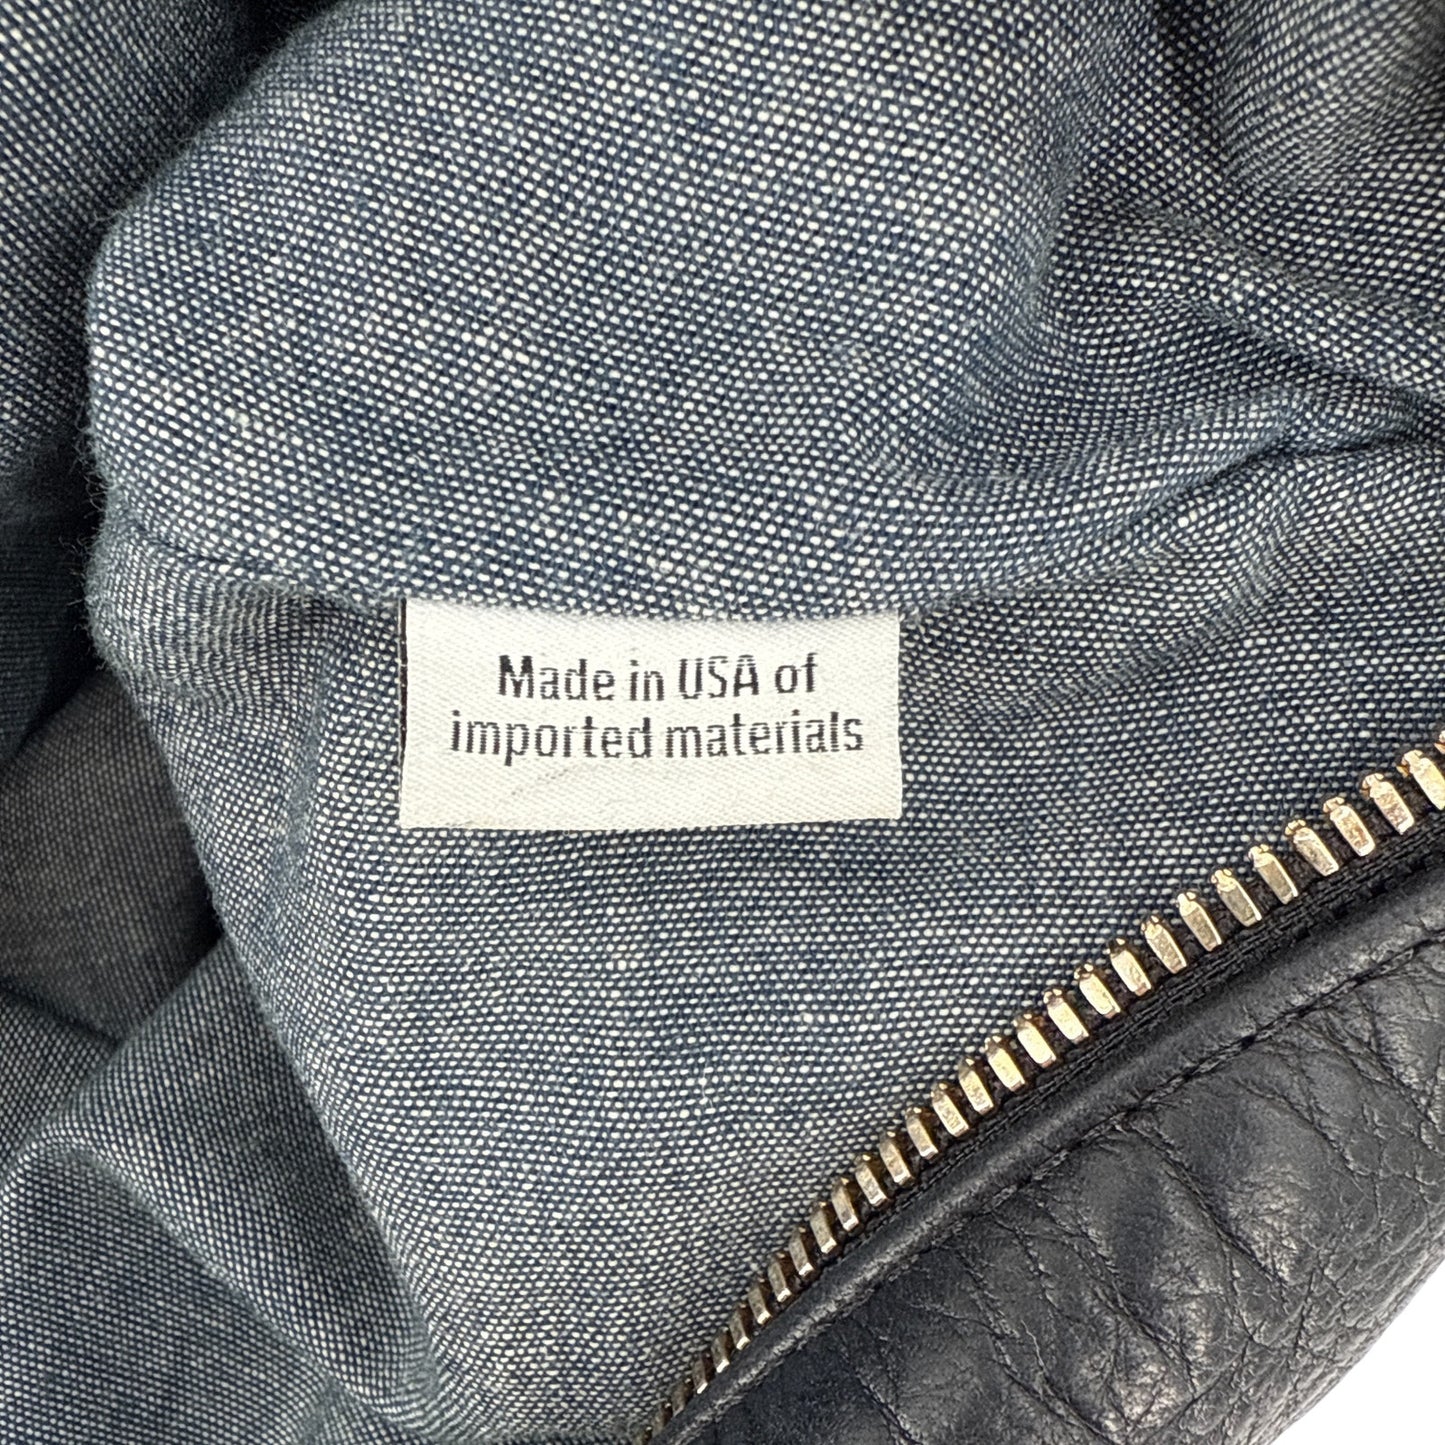 Made in USA of
imported materials